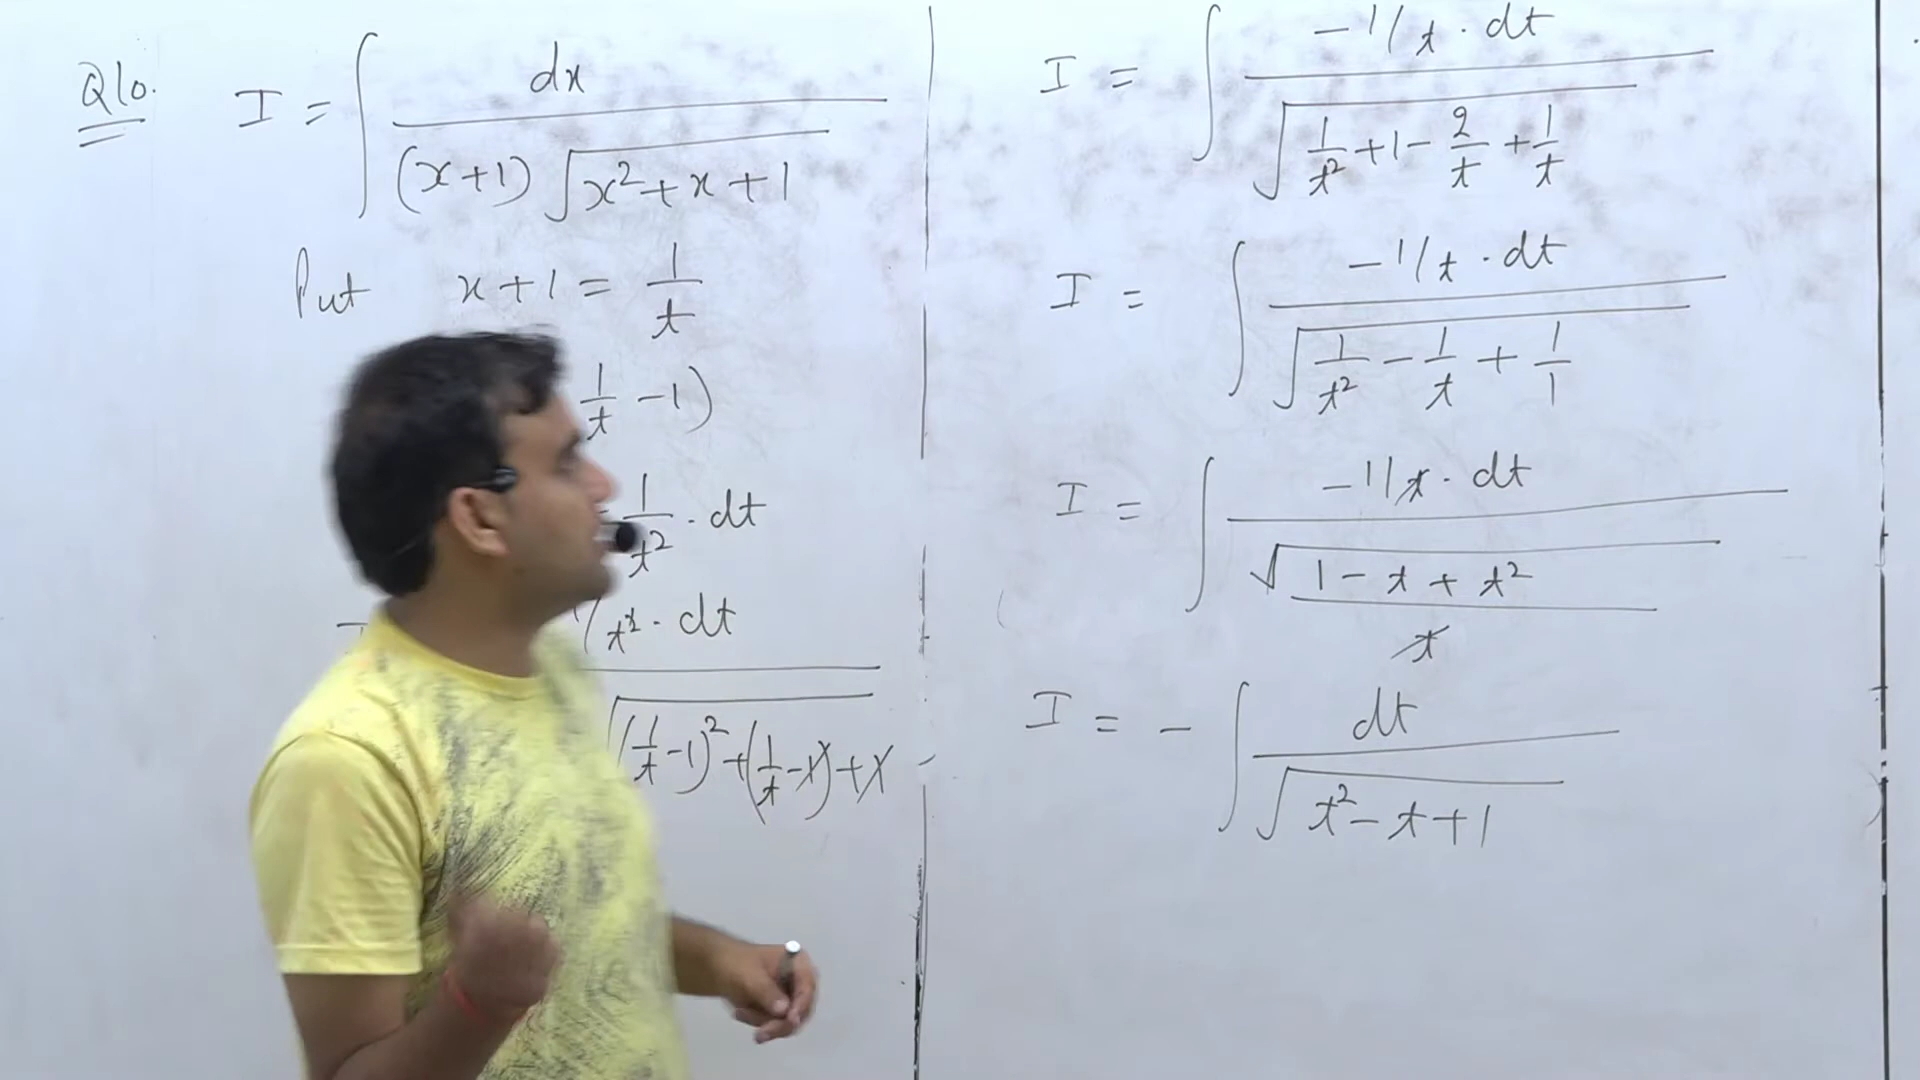 Q10. I = ∫ dx / ((x+1) √(x²+x+1))
Put x+1 = 1/t
1/t - 1)
1/t² · dt
/t² · dt
√((1/t - 1)² + (1/t - 1) + 1)
I = ∫ -1/t · dt / √(1/t² + 1 - 2/t + 1/t)
I = ∫ -1/t · dt / √(1/t² - 1/t + 1/1)
I = ∫ -1/t · dt / (√(1 - t + t²) / t)
I = - ∫ dt / √(t² - t + 1)